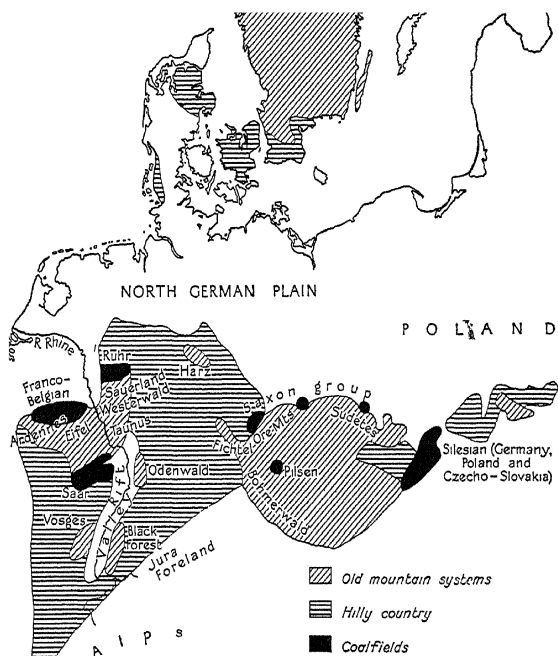 NORTH GERMAN PLAIN
POLAND
R Rhine
Ruhr
Harz
Franco-
Belgian
Sauerland
Westerwald
Ardennes
Eifel
Taunus
Saxon group
Fichtel
Ore-Mts
Sudetes
Silesian (Germany,
Poland and
Czecho-Slovakia)
Saar
Rift
Valley
Odenwald
Pilsen
Bohmerwald
Vosges
Black
forest
Jura
Foreland
Alps
Old mountain systems
Hilly country
Coalfields